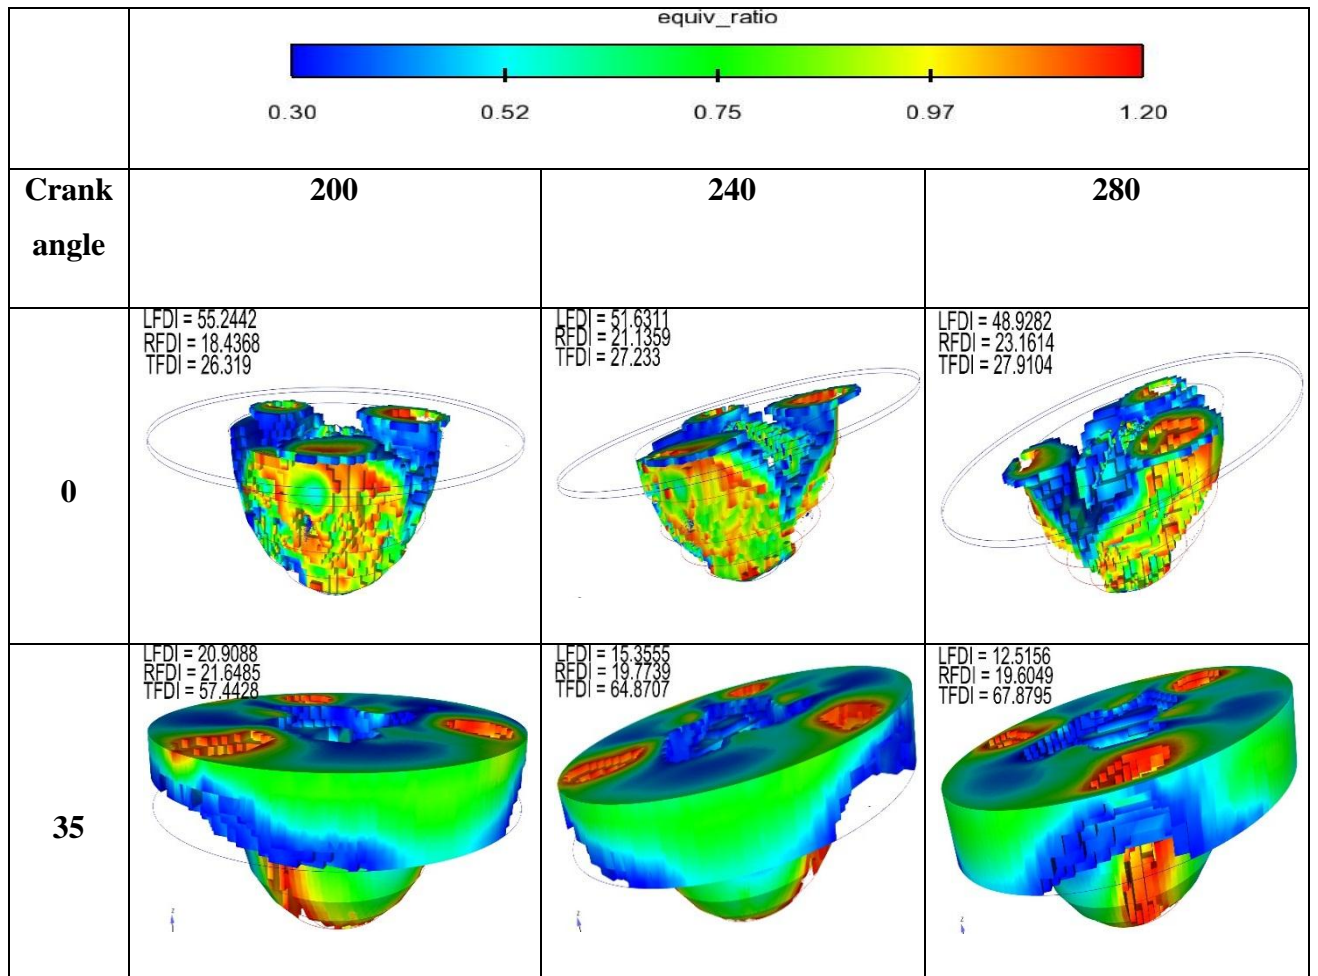 equiv_ratio
0.30 0.52 0.75 0.97 1.20
Crank angle 200 240 280
0
LFDI = 55.2442
RFDI = 18.4368
TFDI = 26.319
LFDI = 51.6311
RFDI = 21.1359
TFDI = 27.233
LFDI = 48.9282
RFDI = 23.1614
TFDI = 27.9104
35
LFDI = 20.9088
RFDI = 21.6485
TFDI = 57.4428
LFDI = 15.3555
RFDI = 19.7739
TFDI = 64.8707
LFDI = 12.5156
RFDI = 19.6049
TFDI = 67.8795
z
z
z